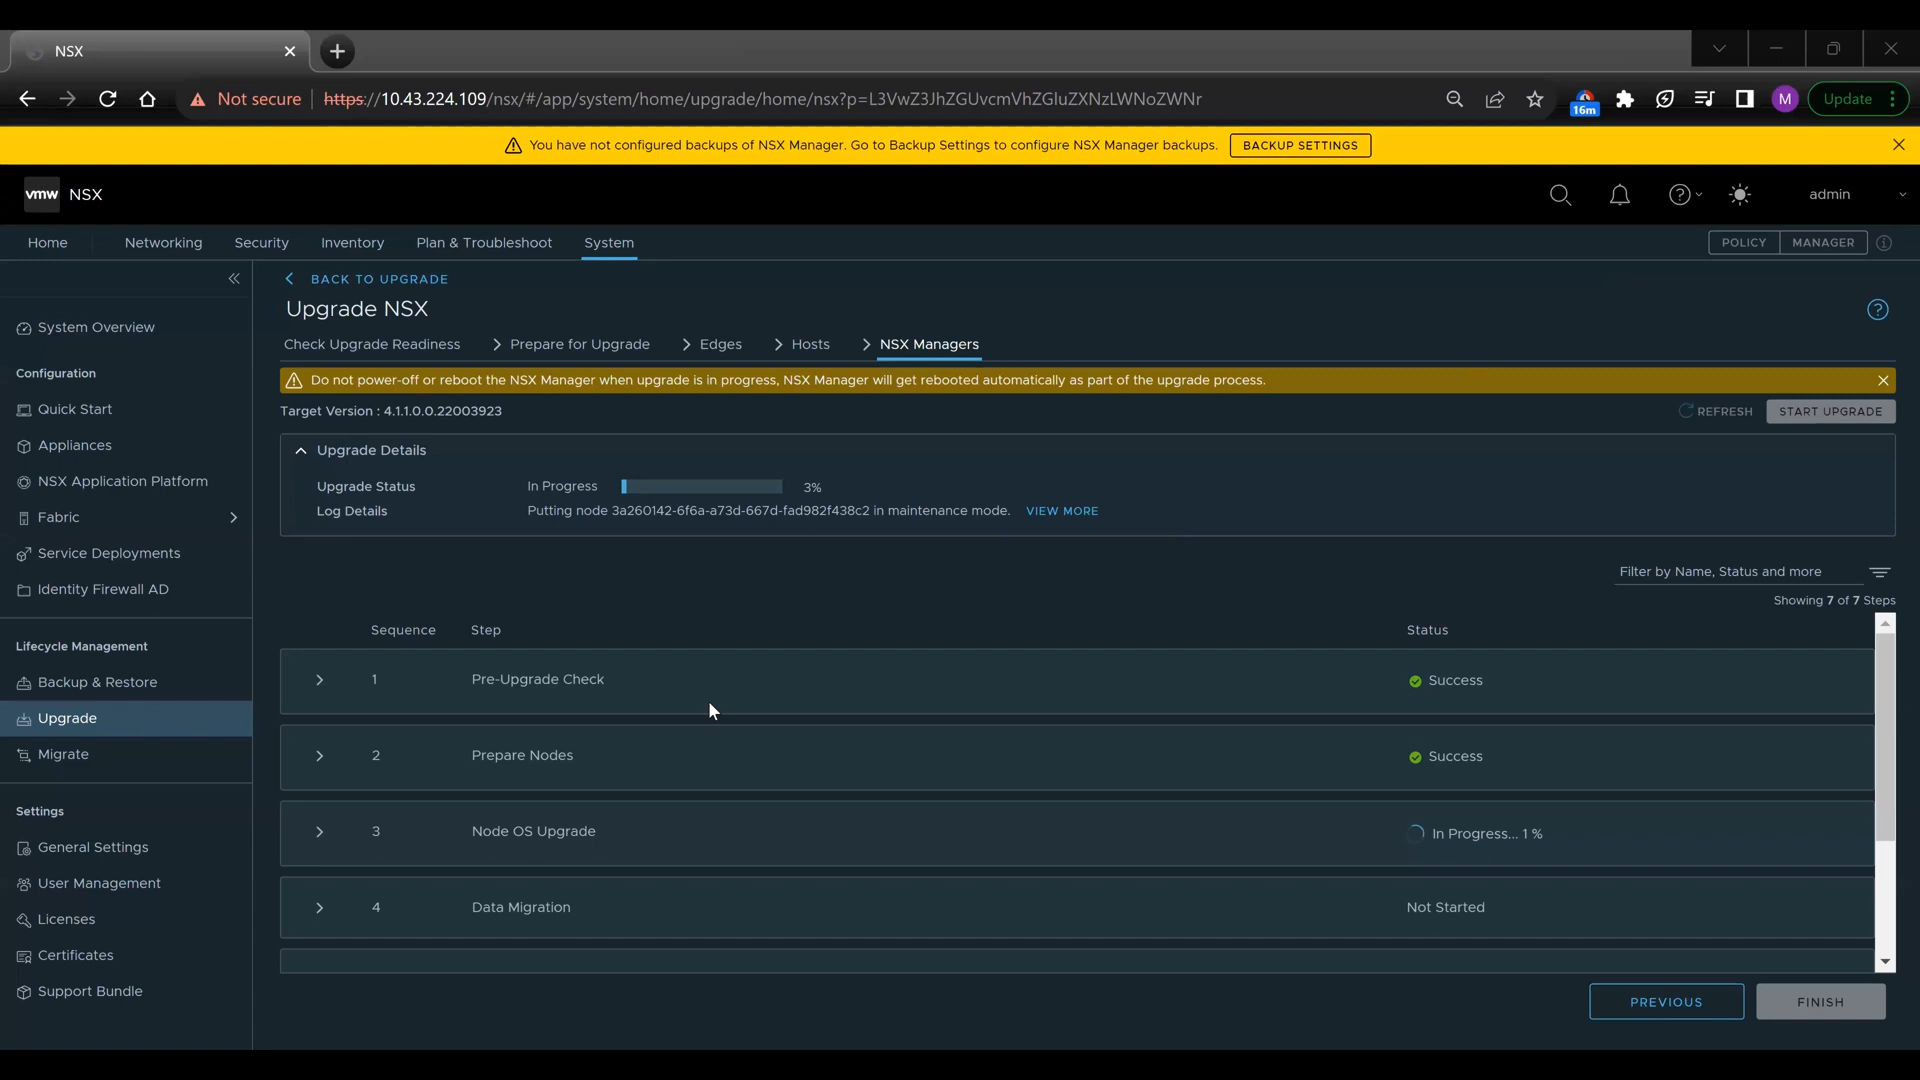 NSX
Not secure https://10.43.224.109/nsx/#/app/system/home/upgrade/home/nsx?p=L3VwZ3JhZGUvcmVhZGluZXNzLWNoZWNr 16m M Update
You have not configured backups of NSX Manager. Go to Backup Settings to configure NSX Manager backups. BACKUP SETTINGS
vmw NSX admin
Home Networking Security Inventory Plan & Troubleshoot System POLICY MANAGER
BACK TO UPGRADE
Upgrade NSX
Check Upgrade Readiness Prepare for Upgrade Edges Hosts NSX Managers
Do not power-off or reboot the NSX Manager when upgrade is in progress, NSX Manager will get rebooted automatically as part of the upgrade process.
Target Version : 4.1.1.0.0.22003923 REFRESH START UPGRADE
Upgrade Details
Upgrade Status In Progress 3%
Log Details Putting node 3a260142-6f6a-a73d-667d-fad982f438c2 in maintenance mode. VIEW MORE
Filter by Name, Status and more
Showing 7 of 7 Steps
Sequence Step Status
1 Pre-Upgrade Check Success
2 Prepare Nodes Success
3 Node OS Upgrade In Progress... 1 %
4 Data Migration Not Started
PREVIOUS FINISH
System Overview
Configuration
Quick Start
Appliances
NSX Application Platform
Fabric
Service Deployments
Identity Firewall AD
Lifecycle Management
Backup & Restore
Upgrade
Migrate
Settings
General Settings
User Management
Licenses
Certificates
Support Bundle